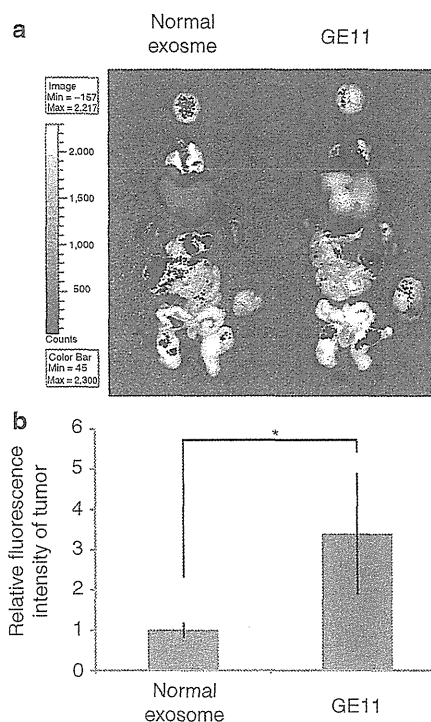 a
Normal
exosme
GE11
Image
Min = -157
Max = 2,217
2,000
1,500
1,000
500
Counts
Color Bar
Min = 45
Max = 2,300
b
Relative fluorescence
intensity of tumor
6
5
4
3
2
1
0
*
Normal
exosome
GE11